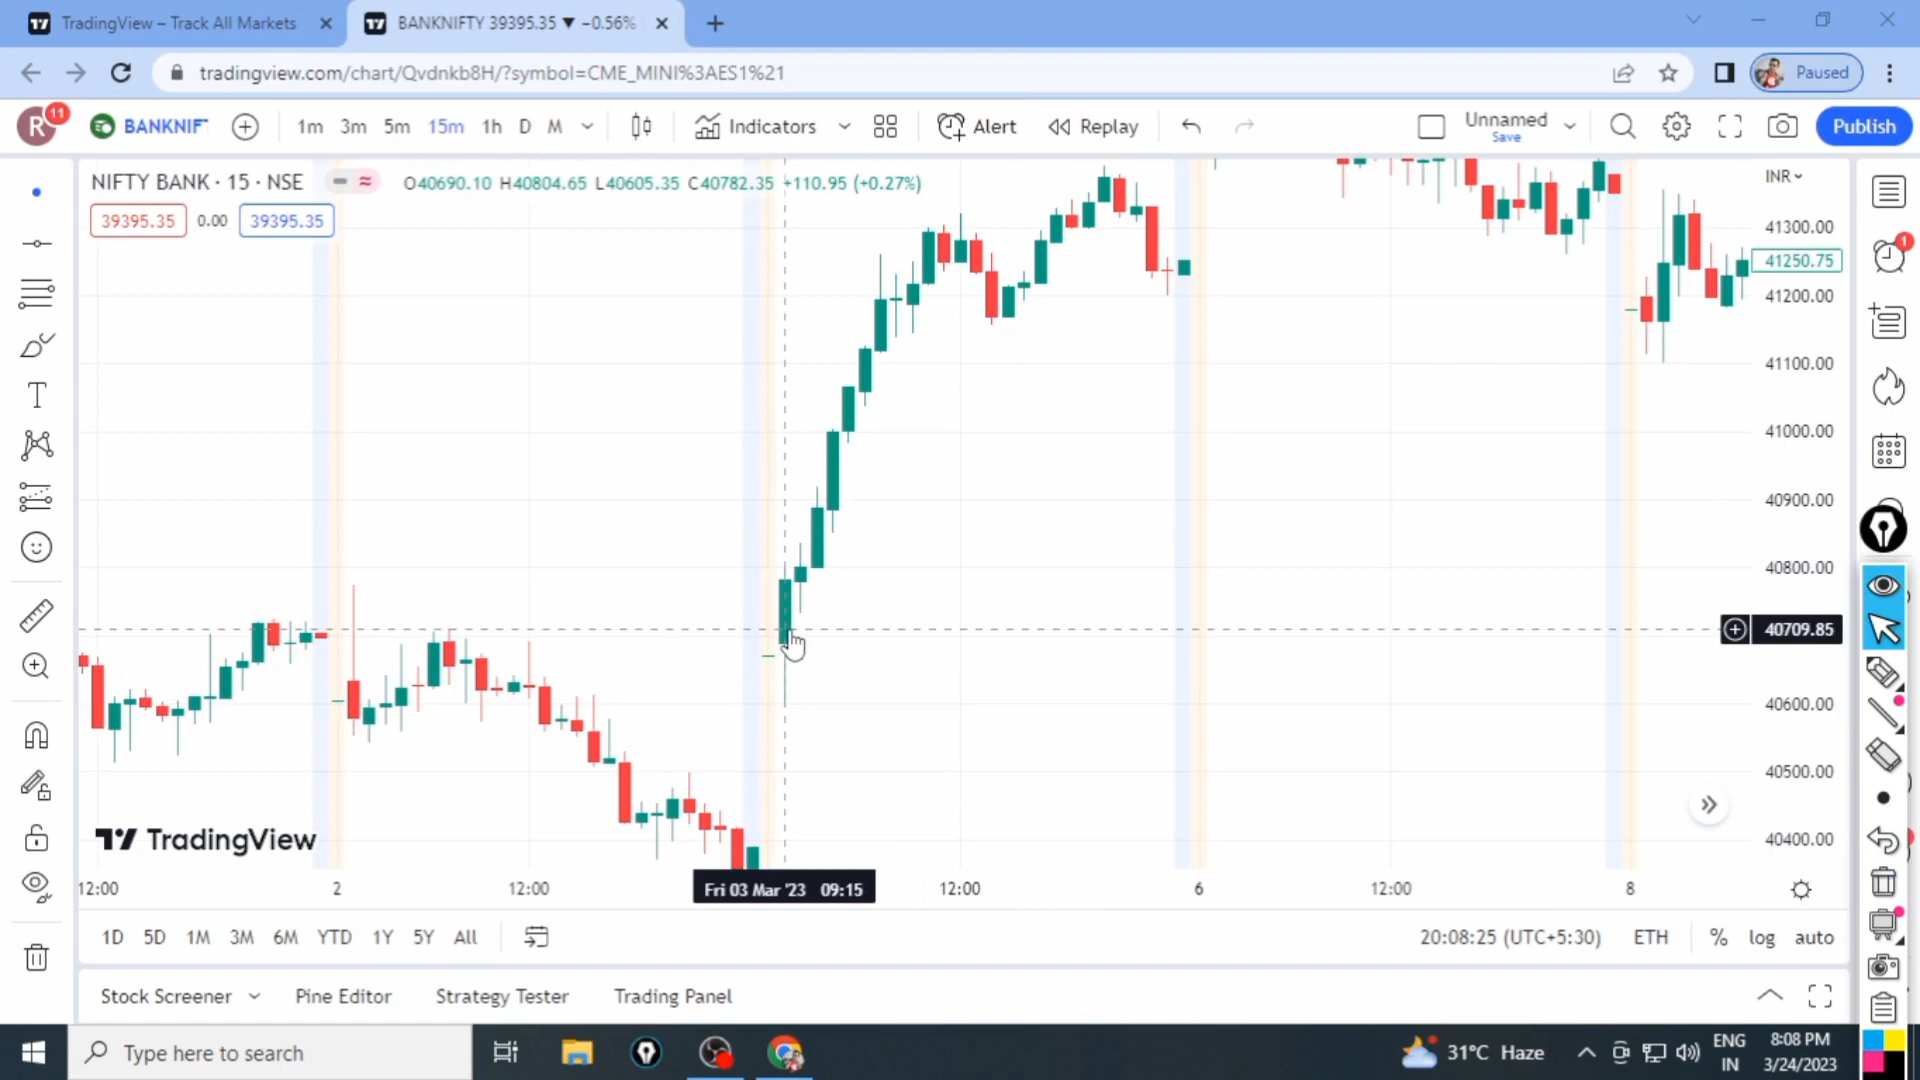 TradingView – Track All Markets
BANKNIFTY 39395.35 ▼ −0.56%
tradingview.com/chart/Qvdnkb8H/?symbol=CME_MINI%3AES1%21
Paused
R 11
BANKNIF
1m 3m 5m 15m 1h D M
Indicators
Alert
Replay
Unnamed
Save
Publish
NIFTY BANK · 15 · NSE
O40690.10 H40804.65 L40605.35 C40782.35 +110.95 (+0.27%)
INR
39395.35 0.00 39395.35
41300.00
41250.75
41200.00
41100.00
41000.00
40900.00
40800.00
40709.85
40600.00
40500.00
40400.00
1
TradingView
12:00 2 12:00 Fri 03 Mar '23 09:15 12:00 6 12:00 8
1D 5D 1M 3M 6M YTD 1Y 5Y All
20:08:25 (UTC+5:30) ETH % log auto
Stock Screener Pine Editor Strategy Tester Trading Panel
Type here to search
31°C Haze
ENG
IN
8:08 PM
3/24/2023